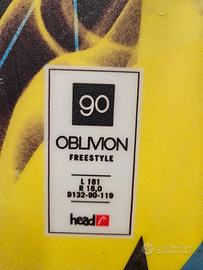 90
OBLIVION
FREESTYLE
L 181
R 18,0
D132-90-119
head
subito